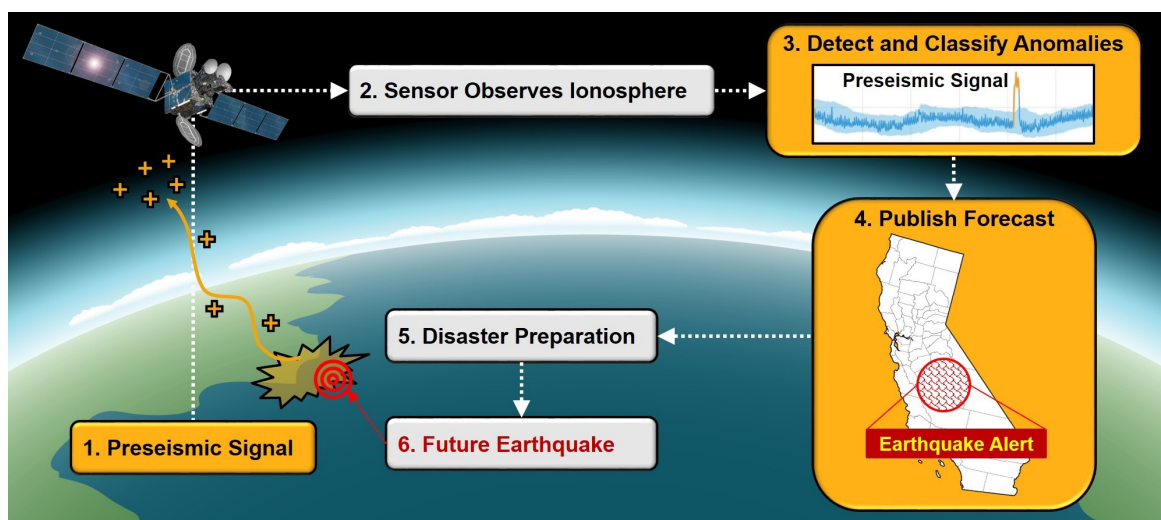 1. Preseismic Signal
2. Sensor Observes Ionosphere
3. Detect and Classify Anomalies
Preseismic Signal
4. Publish Forecast
Earthquake Alert
5. Disaster Preparation
6. Future Earthquake